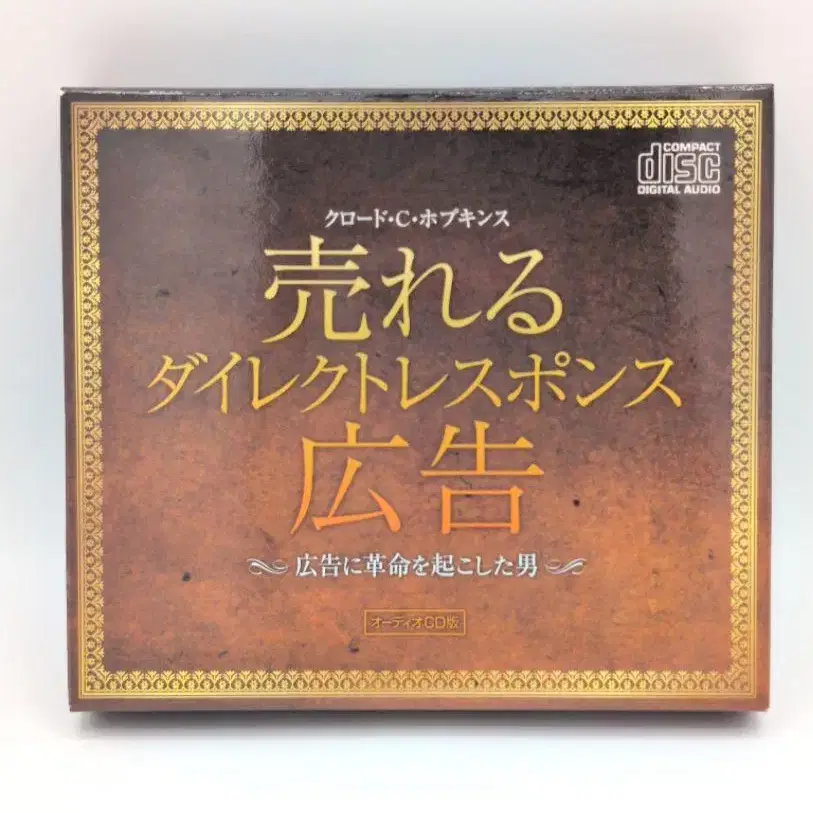 COMPACT
disc
DIGITAL AUDIO
クロード・C・ホプキンス
売れる
ダイレクトレスポンス
広告
広告に革命を起こした男
オーディオCD版